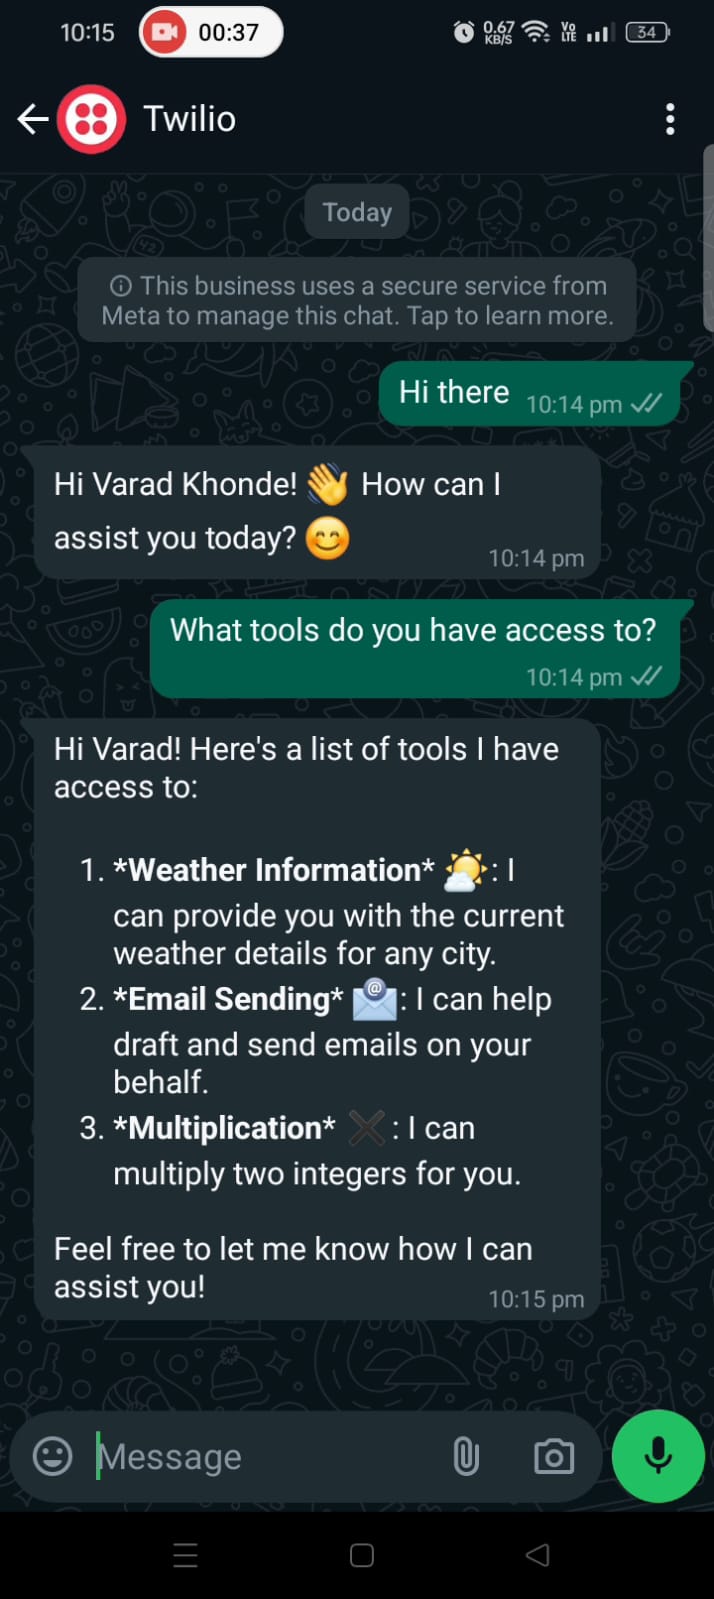 10:15 00:37 0.67 KB/S Vo LTE 34
Twilio
Today
This business uses a secure service from
Meta to manage this chat. Tap to learn more.
Hi there 10:14 pm
Hi Varad Khonde! 👋 How can I
assist you today? 😊
10:14 pm
What tools do you have access to?
10:14 pm
Hi Varad! Here's a list of tools I have
access to:
1. *Weather Information* 🌤️: I
can provide you with the current
weather details for any city.
2. *Email Sending* 📧: I can help
draft and send emails on your
behalf.
3. *Multiplication* ✖️: I can
multiply two integers for you.
Feel free to let me know how I can
assist you!
10:15 pm
Message